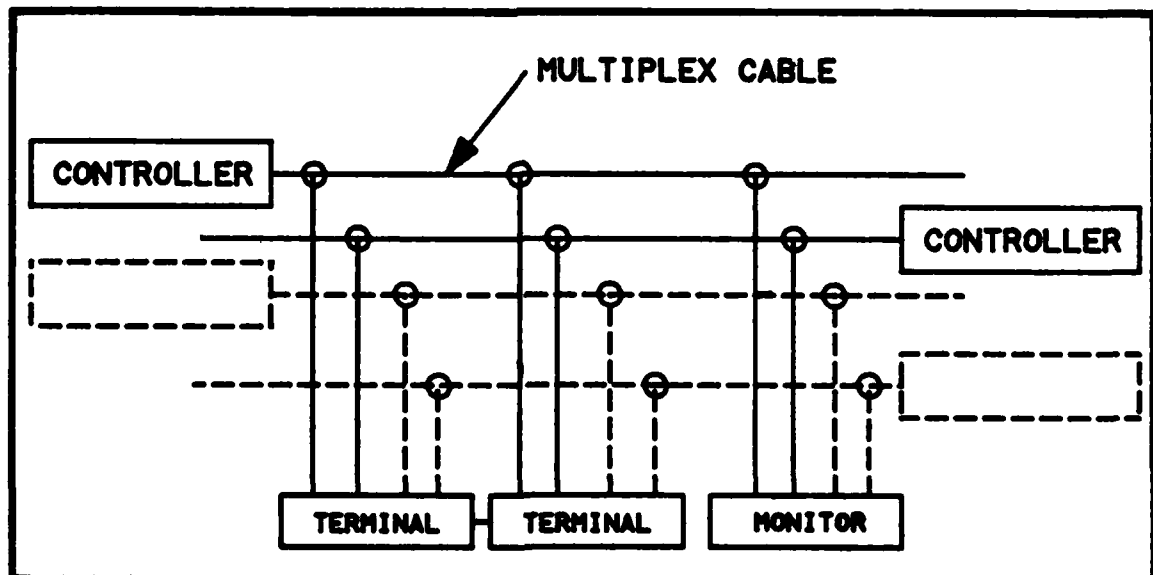 MULTIPLEX CABLE
CONTROLLER
CONTROLLER
TERMINAL
TERMINAL
MONITOR